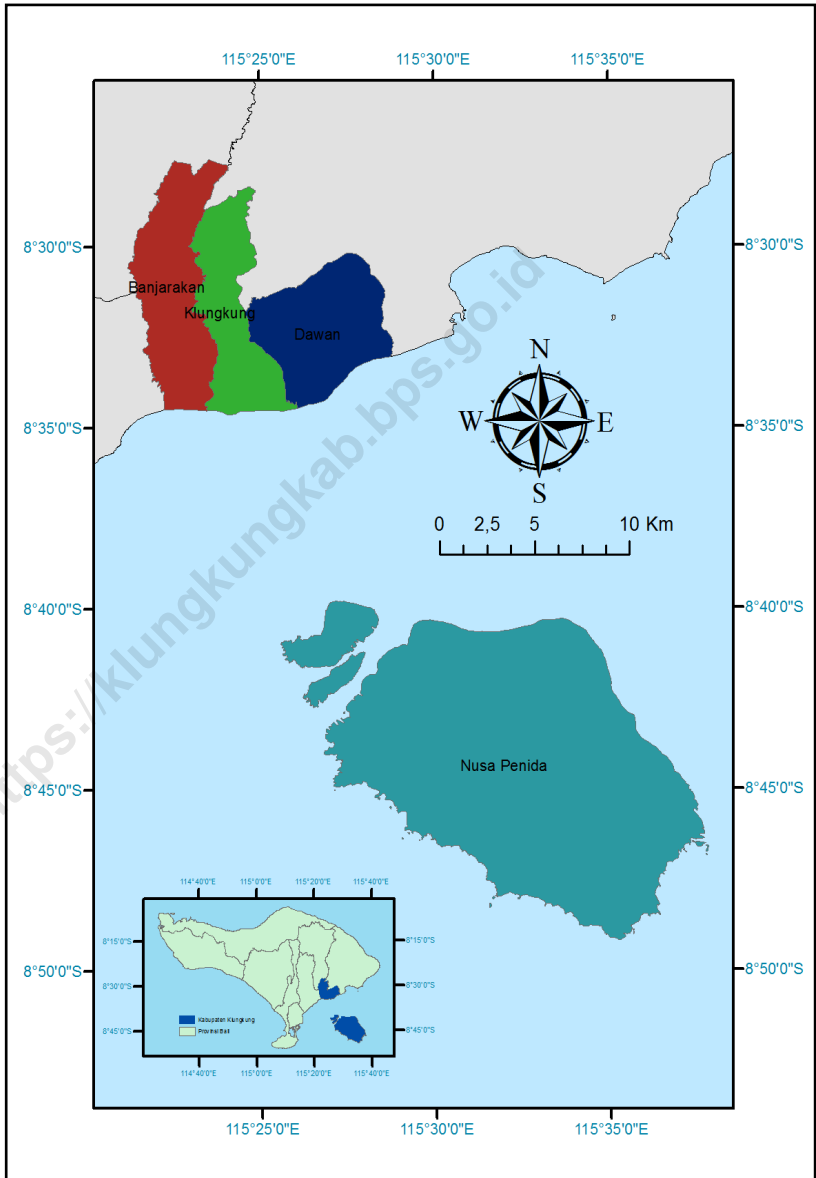 115°25'0"E 115°30'0"E 115°35'0"E
8°30'0"S 8°30'0"S
Banjarakan
Klungkung
Dawan
N
W E
S
8°35'0"S 8°35'0"S
0 2,5 5 10 Km
8°40'0"S 8°40'0"S
Nusa Penida
8°45'0"S 8°45'0"S
114°40'0"E 115°0'0"E 115°20'0"E 115°40'0"E
8°15'0"S 8°15'0"S
8°30'0"S 8°30'0"S
8°45'0"S 8°45'0"S
Kabupaten Klungkung
Provinsi Bali
114°40'0"E 115°0'0"E 115°20'0"E 115°40'0"E
8°50'0"S 8°50'0"S
115°25'0"E 115°30'0"E 115°35'0"E
https://klungkungkab.bps.go.id